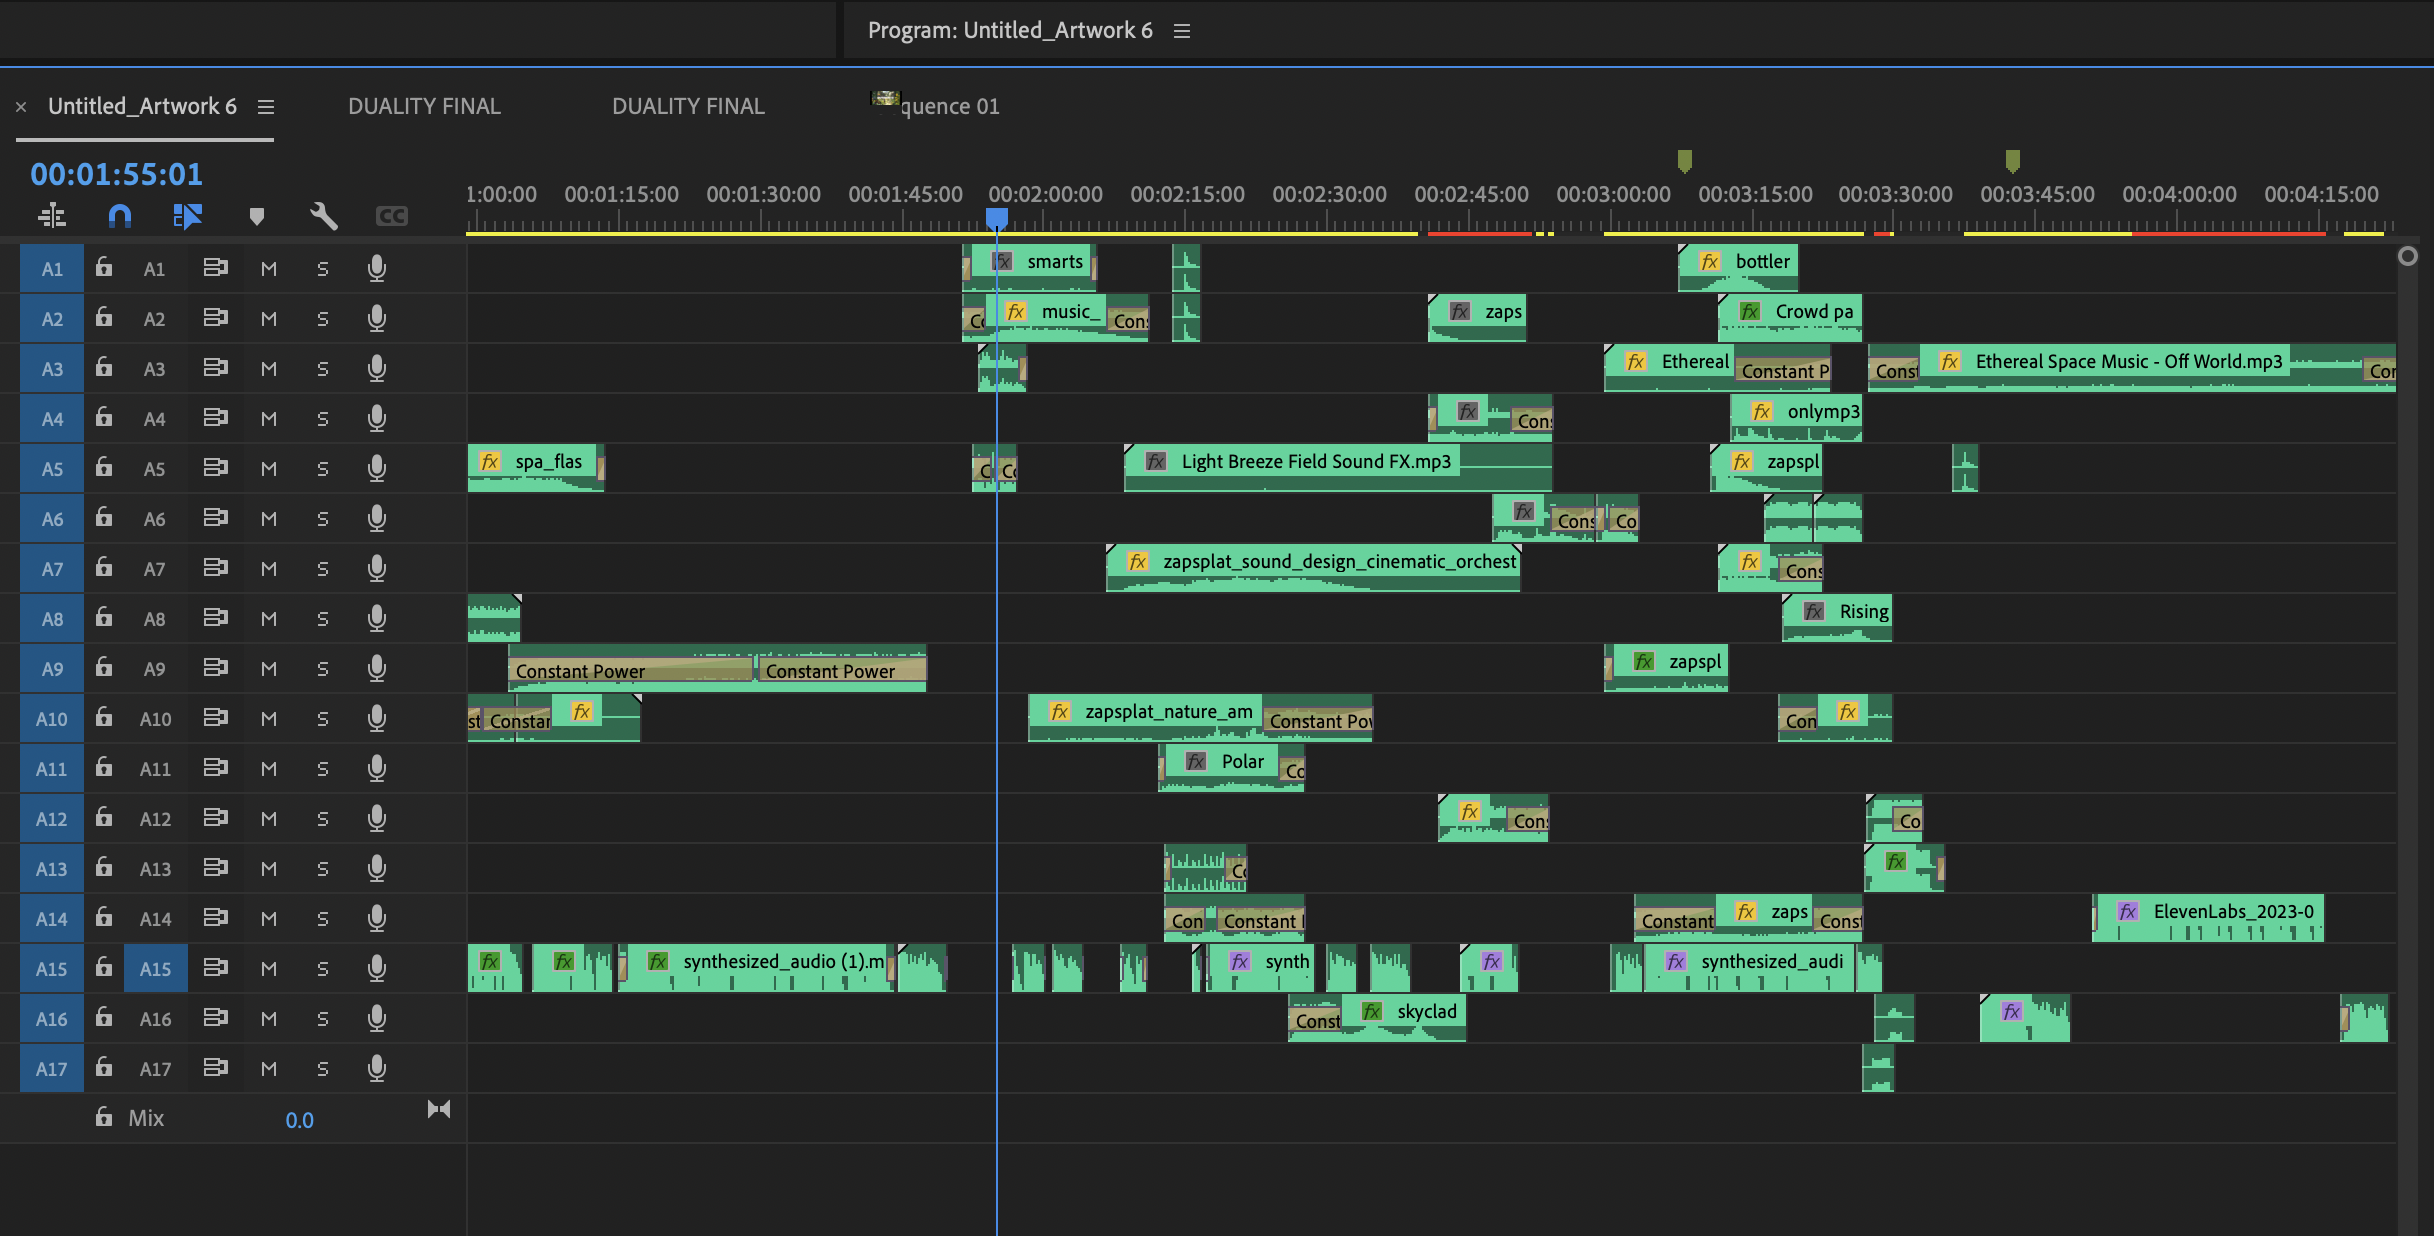 Program: Untitled_Artwork 6
× Untitled_Artwork 6 DUALITY FINAL DUALITY FINAL quence 01
00:01:55:01
1:00:00 00:01:15:00 00:01:30:00 00:01:45:00 00:02:00:00 00:02:15:00 00:02:30:00 00:02:45:00 00:03:00:00 00:03:15:00 00:03:30:00 00:03:45:00 00:04:00:00 00:04:15:00
CC
A1 A1 M S fx smarts fx bottler
A2 A2 M S Co fx music_ Cons fx zaps fx Crowd pa
A3 A3 M S fx Ethereal Constant P Const fx Ethereal Space Music - Off World.mp3 Con
A4 A4 M S fx Cons fx onlymp3
A5 A5 M S fx spa_flas C Co fx Light Breeze Field Sound FX.mp3 fx zapspl
A6 A6 M S fx Cons Co
A7 A7 M S fx zapsplat_sound_design_cinematic_orchest fx Cons
A8 A8 M S fx Rising
A9 A9 M S Constant Power Constant Power fx zapspl
A10 A10 M S st Constar fx fx zapsplat_nature_am Constant Pov Con fx
A11 A11 M S fx Polar Co
A12 A12 M S fx Cons Co
A13 A13 M S C fx
A14 A14 M S Con Constant Constant fx zaps Const fx ElevenLabs_2023-0
A15 A15 M S fx fx fx synthesized_audio (1).m fx synth fx fx synthesized_audi
A16 A16 M S Const fx skyclad fx
A17 A17 M S
Mix 0.0